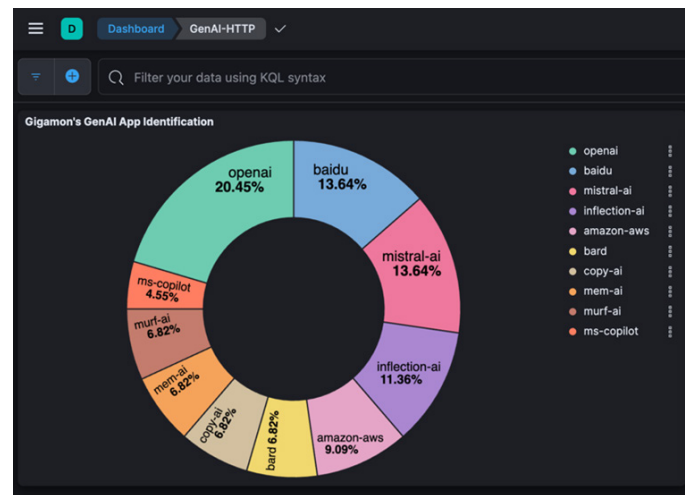 D
Dashboard
GenAI-HTTP
Filter your data using KQL syntax
Gigamon's GenAI App Identification
openai
20.45%
baidu
13.64%
mistral-ai
13.64%
inflection-ai
11.36%
amazon-aws
9.09%
bard 6.82%
copy-ai
6.82%
mem-ai
6.82%
murf-ai
6.82%
ms-copilot
4.55%
openai
baidu
mistral-ai
inflection-ai
amazon-aws
bard
copy-ai
mem-ai
murf-ai
ms-copilot